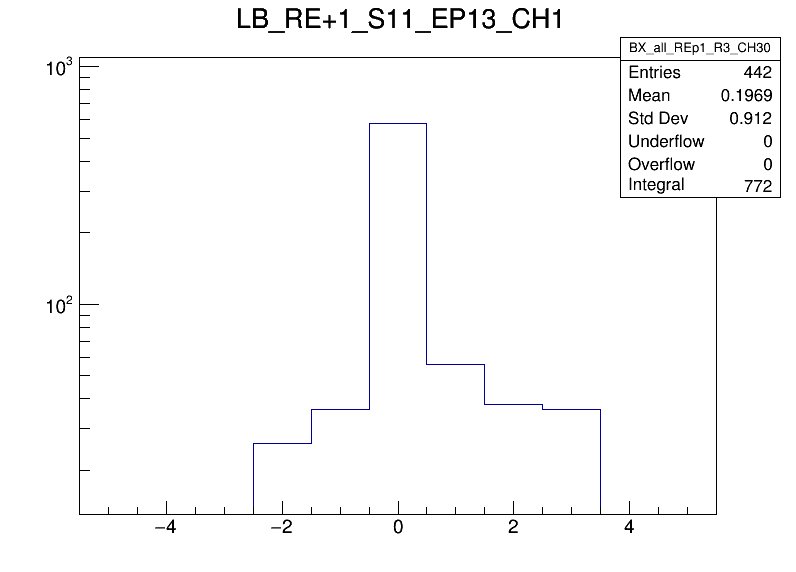 LB_RE+1_S11_EP13_CH1
BX_all_REp1_R3_CH30
Entries 442
Mean 0.1969
Std Dev 0.912
Underflow 0
Overflow 0
Integral 772
10³
10²
−4 −2 0 2 4